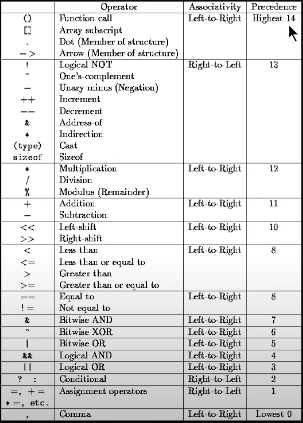 Operator Associativity Precedence
() Function call Left-to-Right Highest 14
[] Array subscript
. Dot (Member of structure)
-> Arrow (Member of structure)
! Logical NOT Right-to-Left 13
~ One's-complement
- Unary minus (Negation)
++ Increment
-- Decrement
& Address-of
* Indirection
(type) Cast
sizeof Sizeof
* Multiplication Left-to-Right 12
/ Division
% Modulus (Remainder)
+ Addition Left-to-Right 11
- Subtraction
<< Left-shift Left-to-Right 10
>> Right-shift
< Less than Left-to-Right 8
<= Less than or equal to
> Greater than
>= Greater than or equal to
== Equal to Left-to-Right 8
!= Not equal to
& Bitwise AND Left-to-Right 7
^ Bitwise XOR Left-to-Right 6
| Bitwise OR Left-to-Right 5
&& Logical AND Left-to-Right 4
|| Logical OR Left-to-Right 3
? : Conditional Right-to-Left 2
=, += Assignment operators Right-to-Left 1
*=, etc.
, Comma Left-to-Right Lowest 0